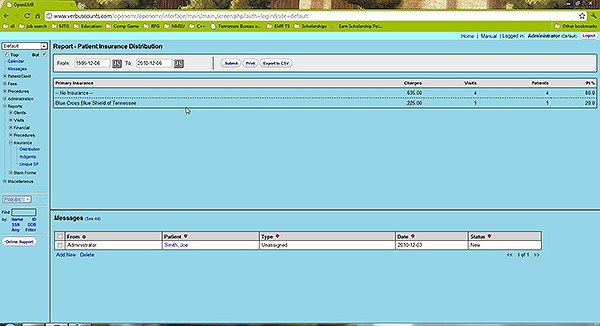 OpenEMR
www.verbuscounts.com/openemr/openemr/interface/main/main_screen.php?auth=login&site=default
dll job search MTG Education Comp Game RPG NMSU C++ Tennessee Bureau o... EMR TS Scholarships Earn Scholarship Poi... Other bookmarks
Home | Manual | Logged in: Administrator (Default) Logout
Default
Top Bot
Calendar
Messages
Patient/Client
Fees
Procedures
Administration
Reports
Clients
Visits
Financial
Procedures
Insurance
Distribution
Indigents
Unique SP
Blank Forms
Miscellaneous
Popups
Find:
by: Name ID
SSN DOB
Any Filter
Online Support
Report - Patient Insurance Distribution
From: 1986-12-06 To: 2010-12-06 Submit Print Export to CSV
Primary Insurance Charges Visits Patients Pt %
-- No Insurance -- 636.00 4 4 80.0
Blue Cross Blue Shield of Tennessee 225.00 1 1 20.0
Messages (See All)
From Patient Type Date Status
Administrator Smith, Joe Unassigned 2010-12-03 New
Add New Delete << 1 of 1 >>